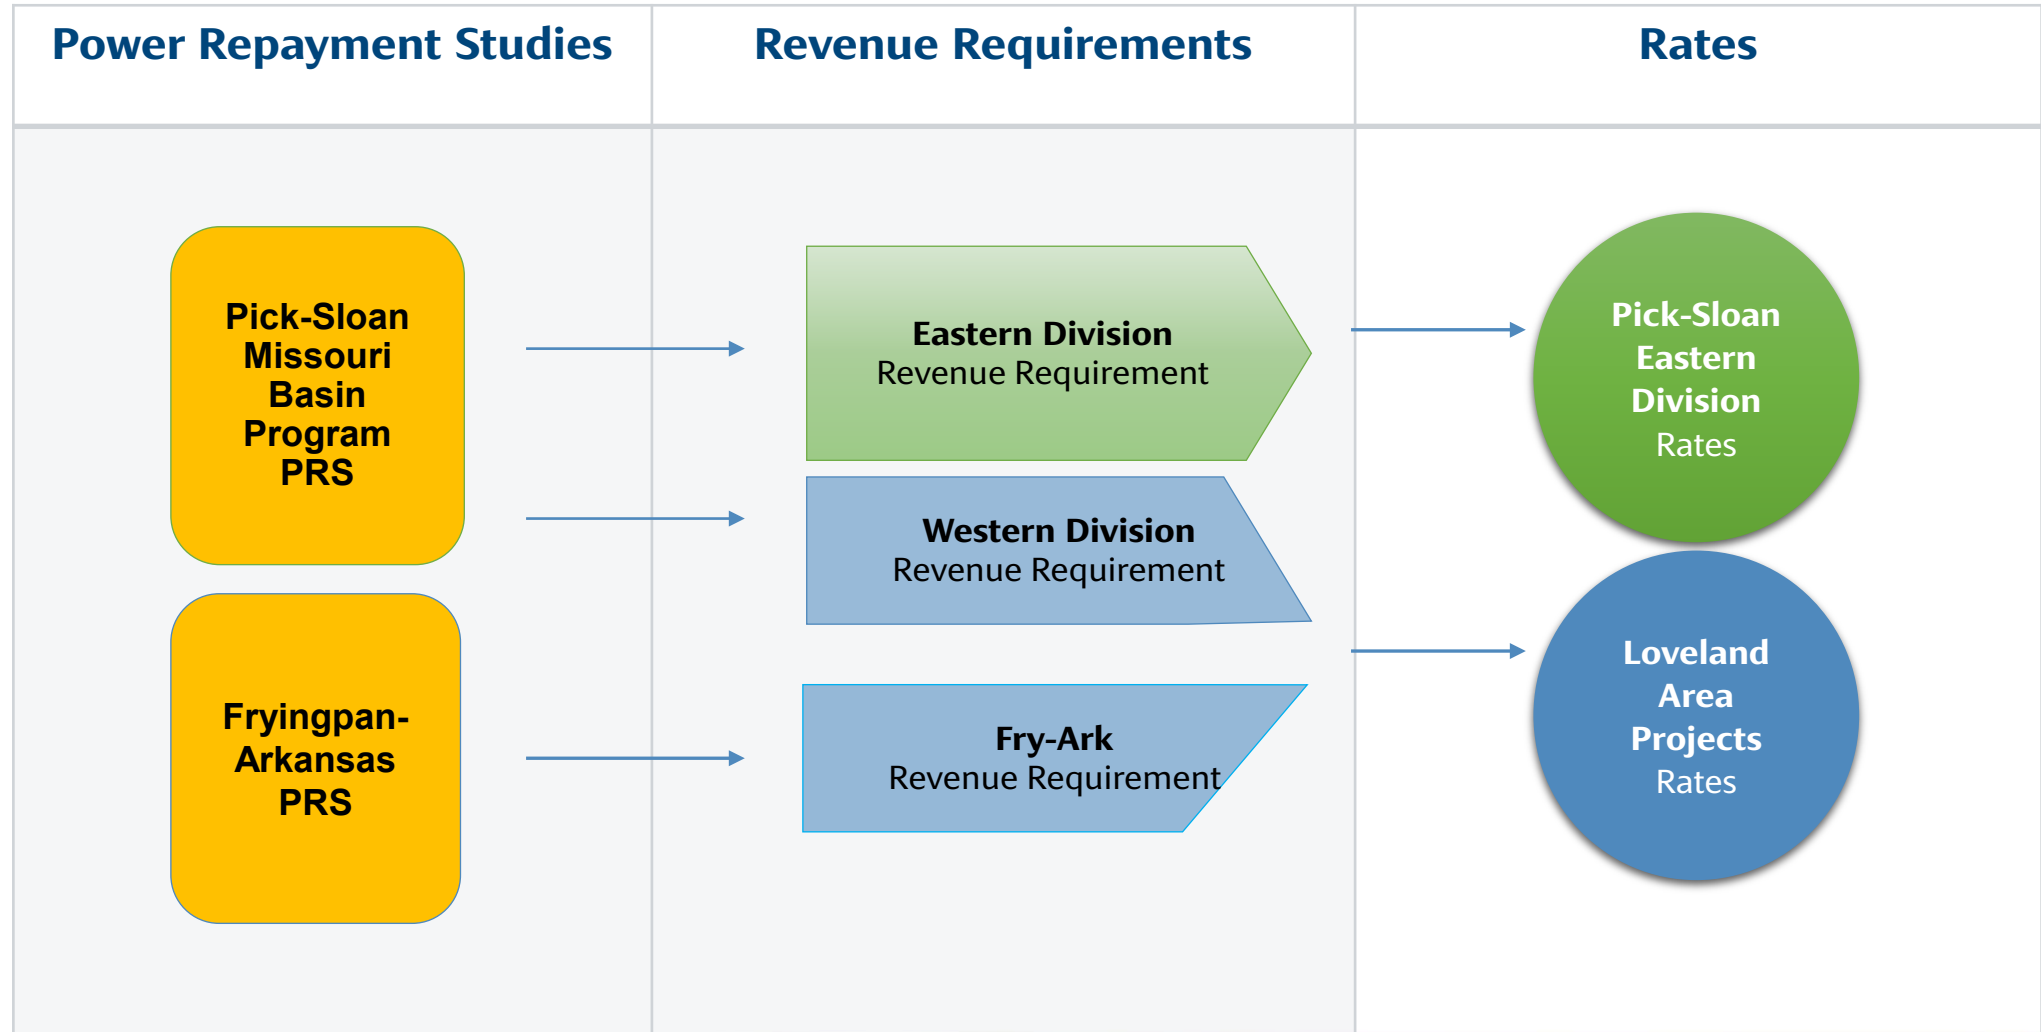 Power Repayment Studies
Revenue Requirements
Rates
Pick-Sloan
Missouri
Basin
Program
PRS
Fryingpan-
Arkansas
PRS
Eastern Division
Revenue Requirement
Western Division
Revenue Requirement
Fry-Ark
Revenue Requirement
Pick-Sloan
Eastern
Division
Rates
Loveland
Area
Projects
Rates